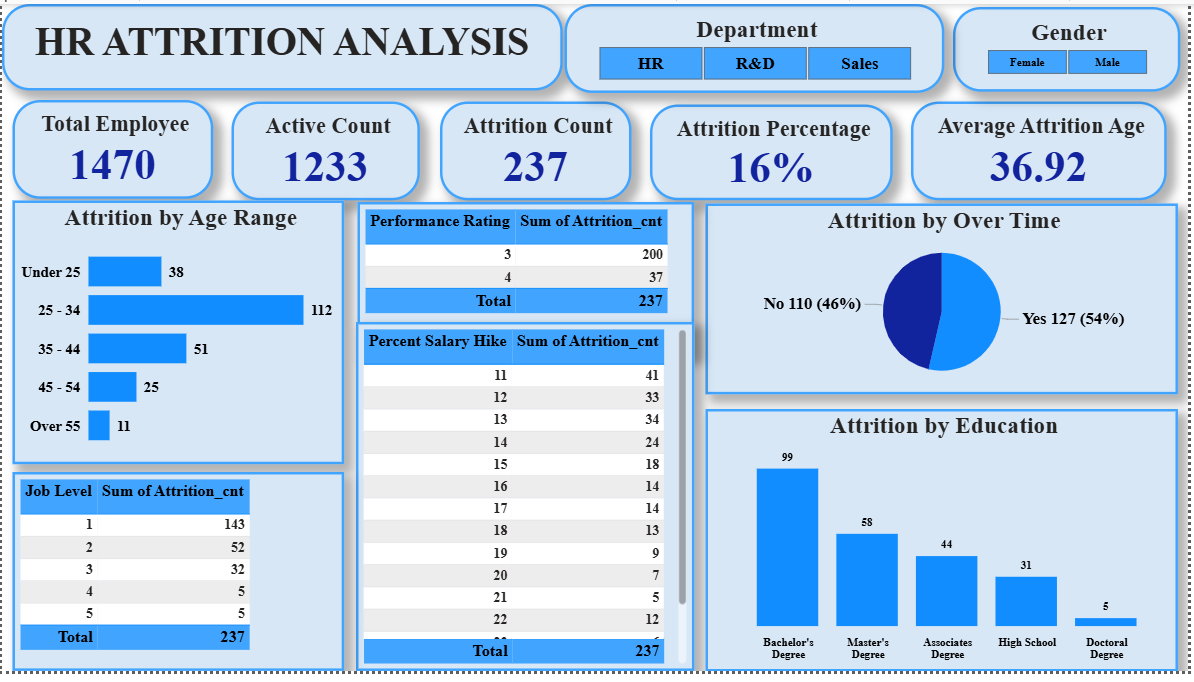 HR ATTRITION ANALYSIS
Department
HR R&D Sales
Gender
Female Male
Total Employee
1470
Active Count
1233
Attrition Count
237
Attrition Percentage
16%
Average Attrition Age
36.92
Attrition by Age Range
Under 25 38
25 - 34 112
35 - 44 51
45 - 54 25
Over 55 11
Job Level Sum of Attrition_cnt
1 143
2 52
3 32
4 5
5 5
Total 237
Performance Rating Sum of Attrition_cnt
3 200
4 37
Total 237
Percent Salary Hike Sum of Attrition_cnt
11 41
12 33
13 34
14 24
15 18
16 14
17 14
18 13
19 9
20 7
21 5
22 12
Total 237
Attrition by Over Time
No 110 (46%)
Yes 127 (54%)
Attrition by Education
99
58
44
31
5
Bachelor's Master's Associates High School Doctoral
Degree Degree Degree Degree